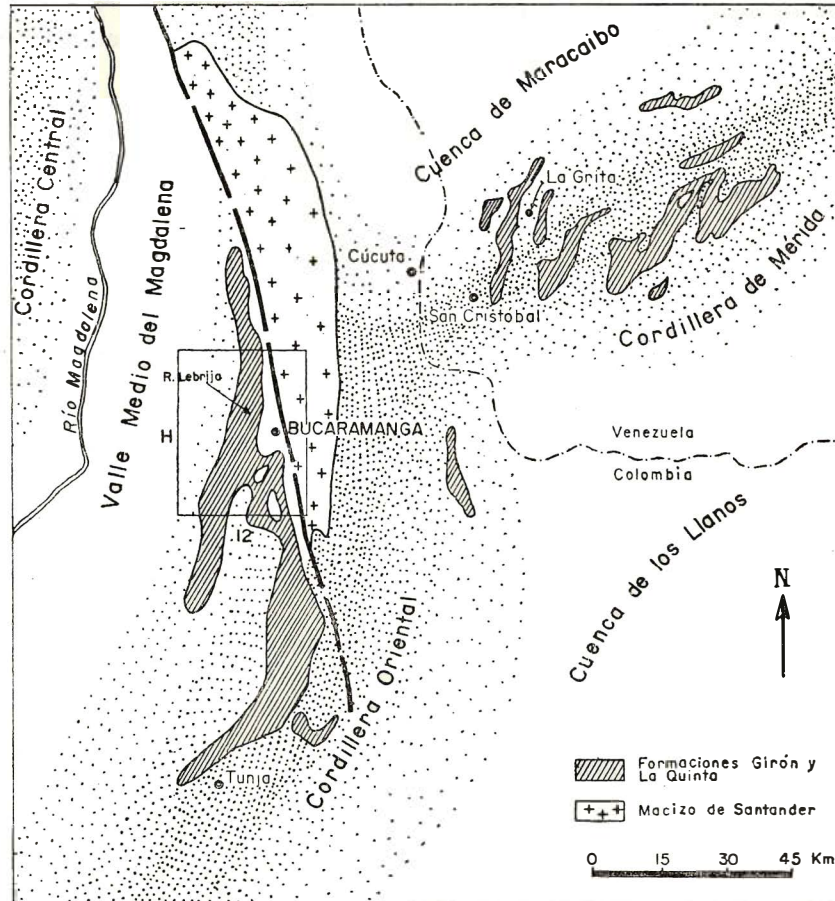 Cordillera Central
Río Magdalena
Valle Medio del Magdalena
Cuenca de Maracaibo
La Grita
Cúcuta
San Cristóbal
Cordillera de Mérida
R. Lebrija
H
BUCARAMANGA
12
Venezuela
Colombia
Cuenca de los Llanos
N
Cordillera Oriental
Tunja
Formaciones Girón y
La Quinta
Macizo de Santander
0 15 30 45 Km